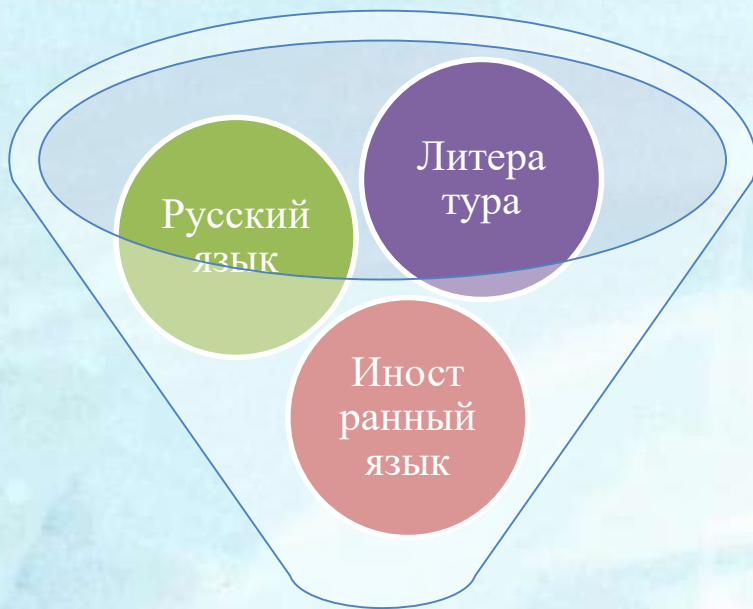 Литера
тура
Русский
язык
Иност
ранный
язык